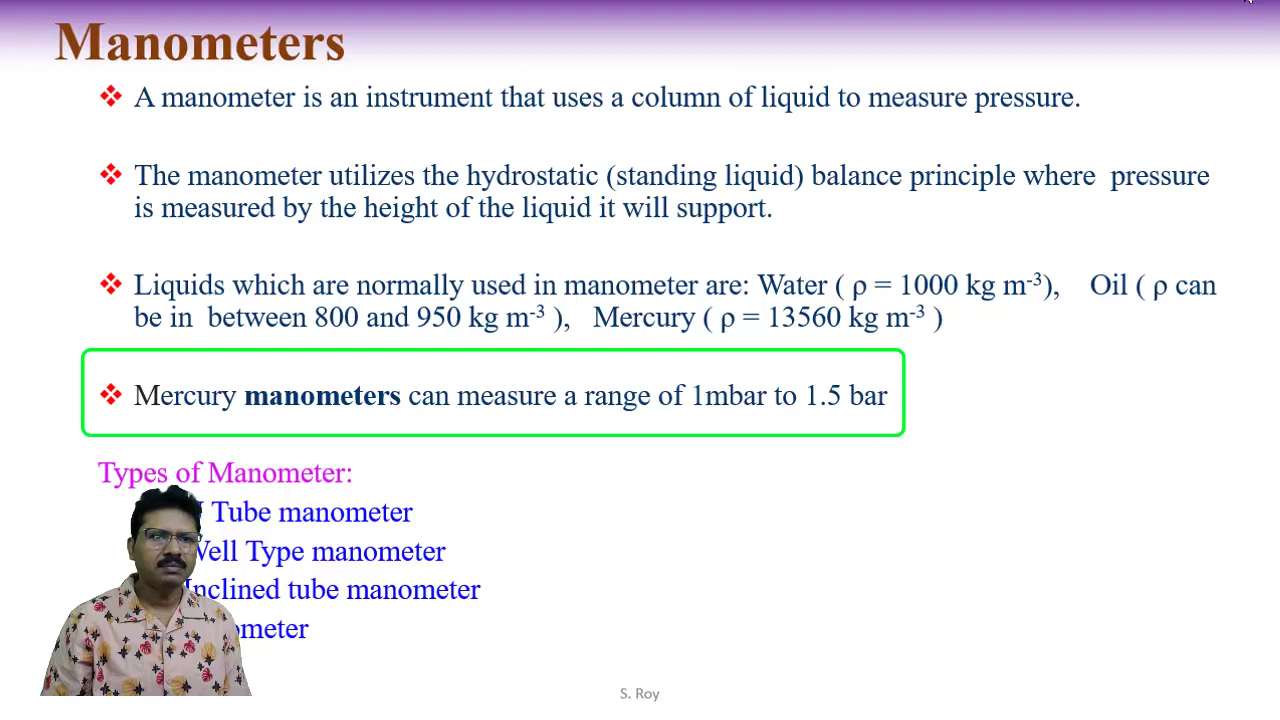 Manometers
A manometer is an instrument that uses a column of liquid to measure pressure.
The manometer utilizes the hydrostatic (standing liquid) balance principle where pressure
is measured by the height of the liquid it will support.
Liquids which are normally used in manometer are: Water ( ρ = 1000 kg m⁻³), Oil ( ρ can
be in between 800 and 950 kg m⁻³ ), Mercury ( ρ = 13560 kg m⁻³ )
Mercury manometers can measure a range of 1mbar to 1.5 bar
Types of Manometer:
Tube manometer
Well Type manometer
Inclined tube manometer
S. Roy